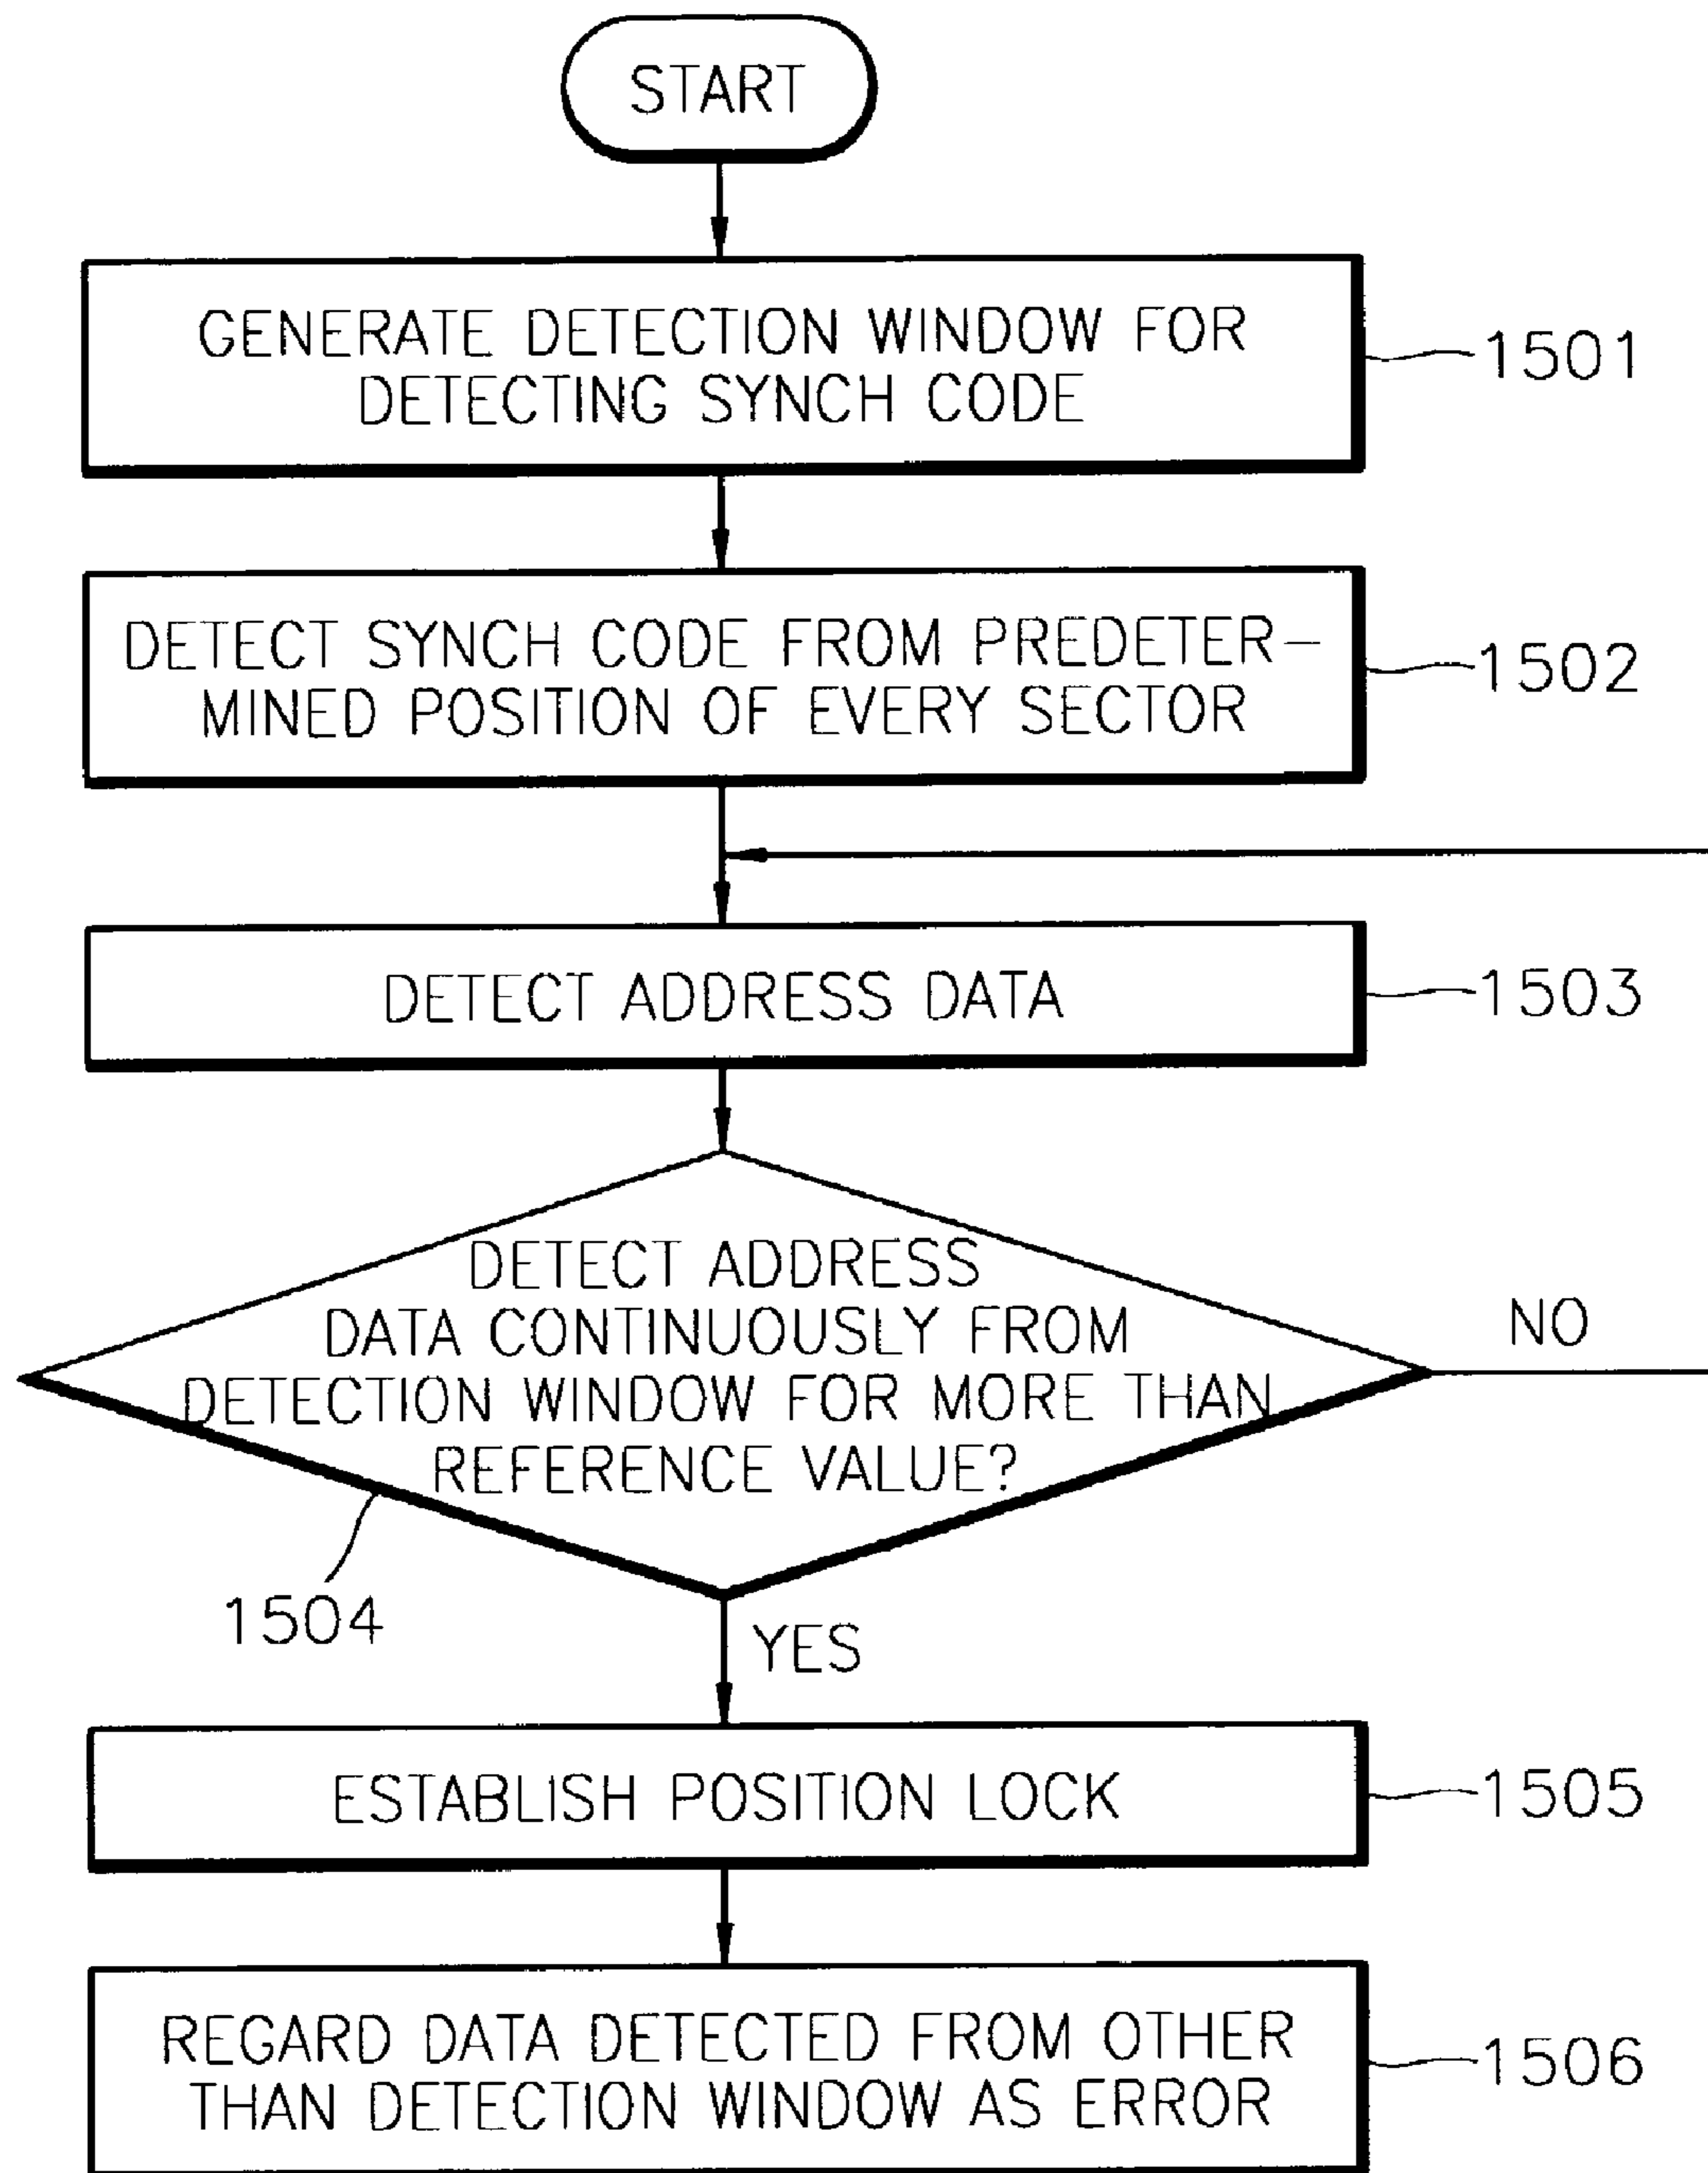 START
GENERATE DETECTION WINDOW FOR
DETECTING SYNCH CODE
1501
DETECT SYNCH CODE FROM PREDETER-
MINED POSITION OF EVERY SECTOR
1502
DETECT ADDRESS DATA
1503
DETECT ADDRESS
DATA CONTINUOUSLY FROM
DETECTION WINDOW FOR MORE THAN
REFERENCE VALUE?
NO
1504
YES
ESTABLISH POSITION LOCK
1505
REGARD DATA DETECTED FROM OTHER
THAN DETECTION WINDOW AS ERROR
1506